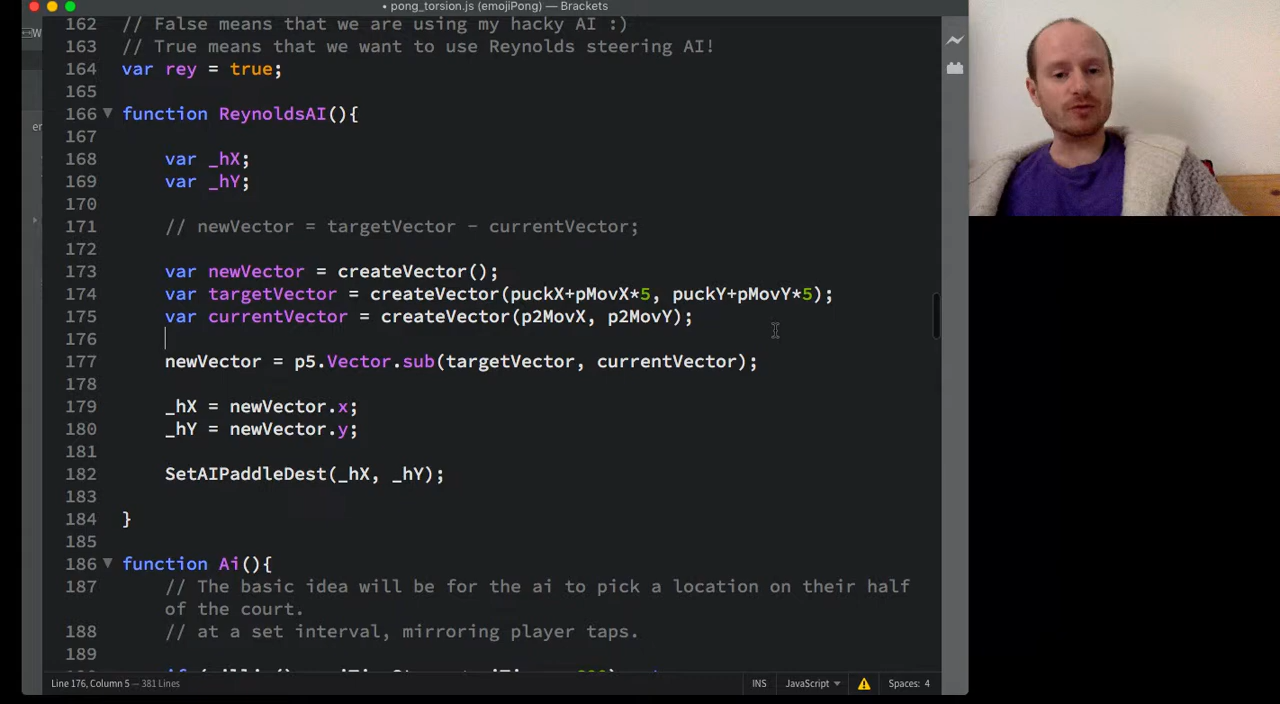 • pong_torsion.js (emojiPong) — Brackets
162 // False means that we are using my hacky AI :)
163 // True means that we want to use Reynolds steering AI!
164 var rey = true;
165
166 function ReynoldsAI(){
167
168 var _hX;
169 var _hY;
170
171 // newVector = targetVector - currentVector;
172
173 var newVector = createVector();
174 var targetVector = createVector(puckX+pMovX*5, puckY+pMovY*5);
175 var currentVector = createVector(p2MovX, p2MovY);
176
177 newVector = p5.Vector.sub(targetVector, currentVector);
178
179 _hX = newVector.x;
180 _hY = newVector.y;
181
182 SetAIPaddleDest(_hX, _hY);
183
184 }
185
186 function Ai(){
187 // The basic idea will be for the ai to pick a location on their half
of the court.
188 // at a set interval, mirroring player taps.
189
Line 176, Column 5 — 381 Lines
INS JavaScript Spaces: 4